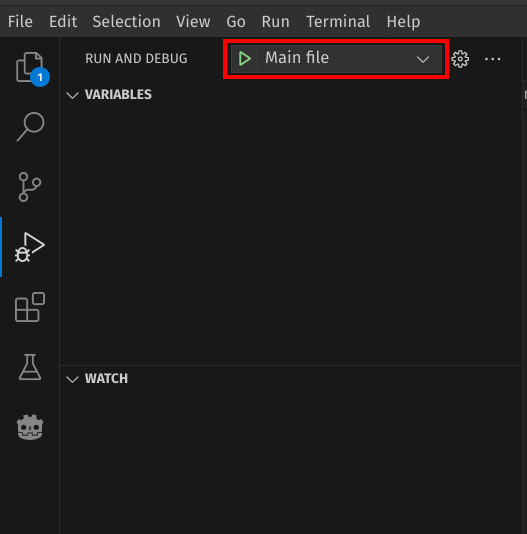 File Edit Selection View Go Run Terminal Help
RUN AND DEBUG Main file
1
VARIABLES
WATCH